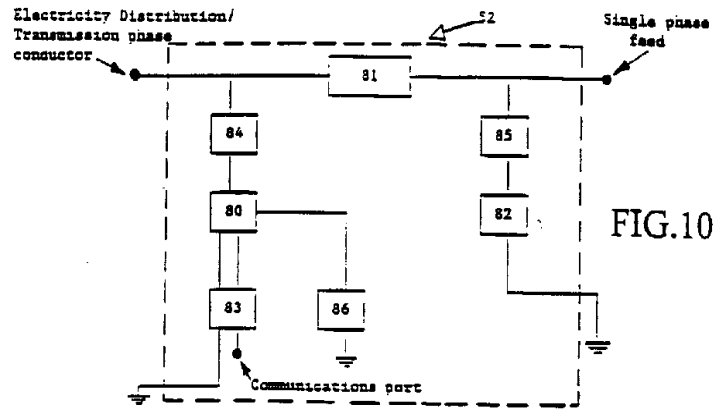 Electricity Distribution/
Transmission phase
conductor
52
Single phase
feed
81
84
85
80
82
FIG.10
83
86
Communications port